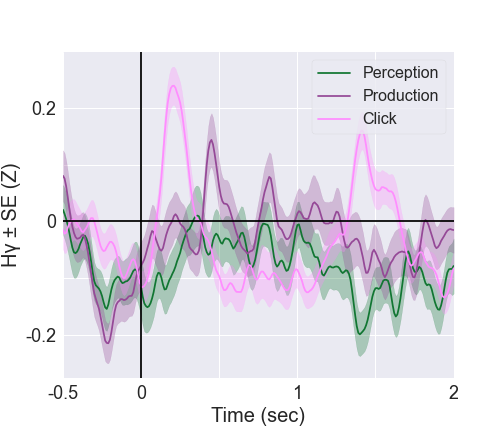 Perception
Production
Click
0.2
0
-0.2
Hγ ± SE (Z)
-0.5
0
1
2
Time (sec)